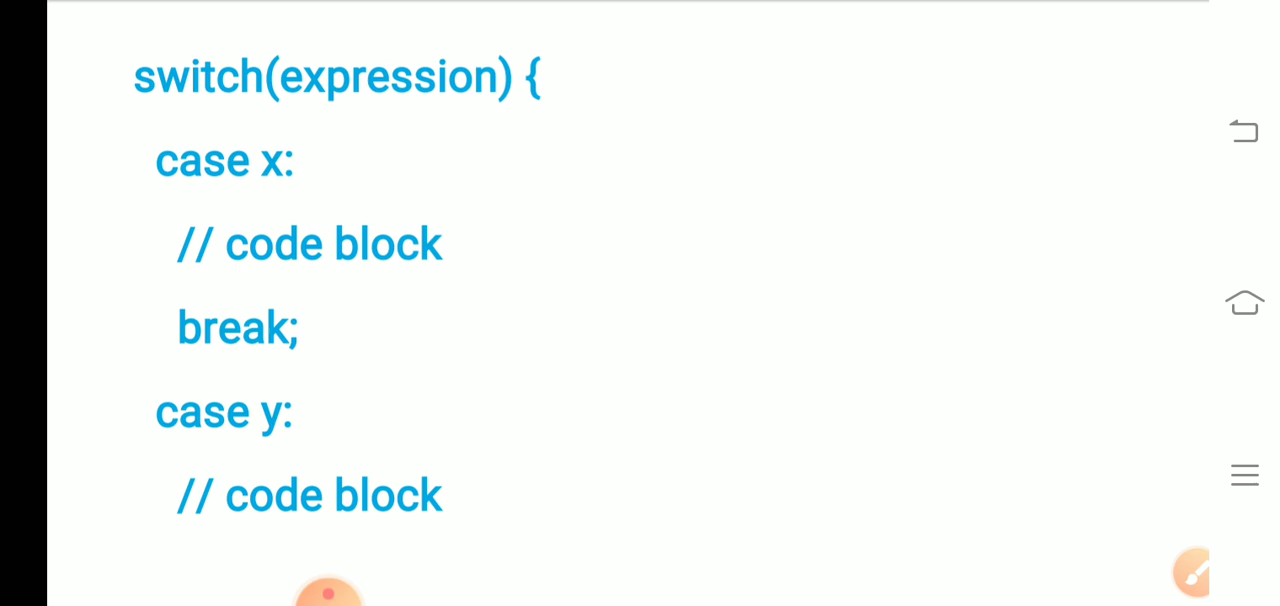 switch(expression) {
case x:
// code block
break;
case y:
// code block